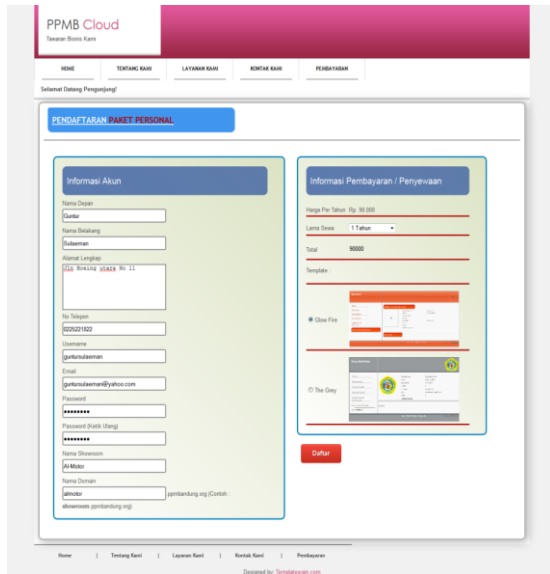 PPMB Cloud
Tawaran Bisnis Kami
HOME TENTANG KAMI LAYANAN KAMI KONTAK KAMI PEMBAYARAN
Selamat Datang Pengunjung!
PENDAFTARAN PAKET PERSONAL
Informasi Akun
Nama Depan
Guntur
Nama Belakang
Sulaeman
Alamat Lengkap
Jln Bosing utara No 11
No Telepon
0225221822
Username
guntursulaeman
Email
guntursulaeman@yahoo.com
Password
••••••••
Password (Ketik Ulang)
••••••••
Nama Showroom
Al-Motor
Nama Domain
almotor ppmbandung.org (Contoh :
showroom.ppmbandung.org)
Informasi Pembayaran / Penyewaan
Harga Per Tahun Rp. 90.000
Lama Sewa 1 Tahun
Total 90000
Template :
Glow Fire
The Grey
Daftar
Home | Tentang Kami | Layanan Kami | Kontak Kami | Pembayaran
Designed by: Templateyusin.com